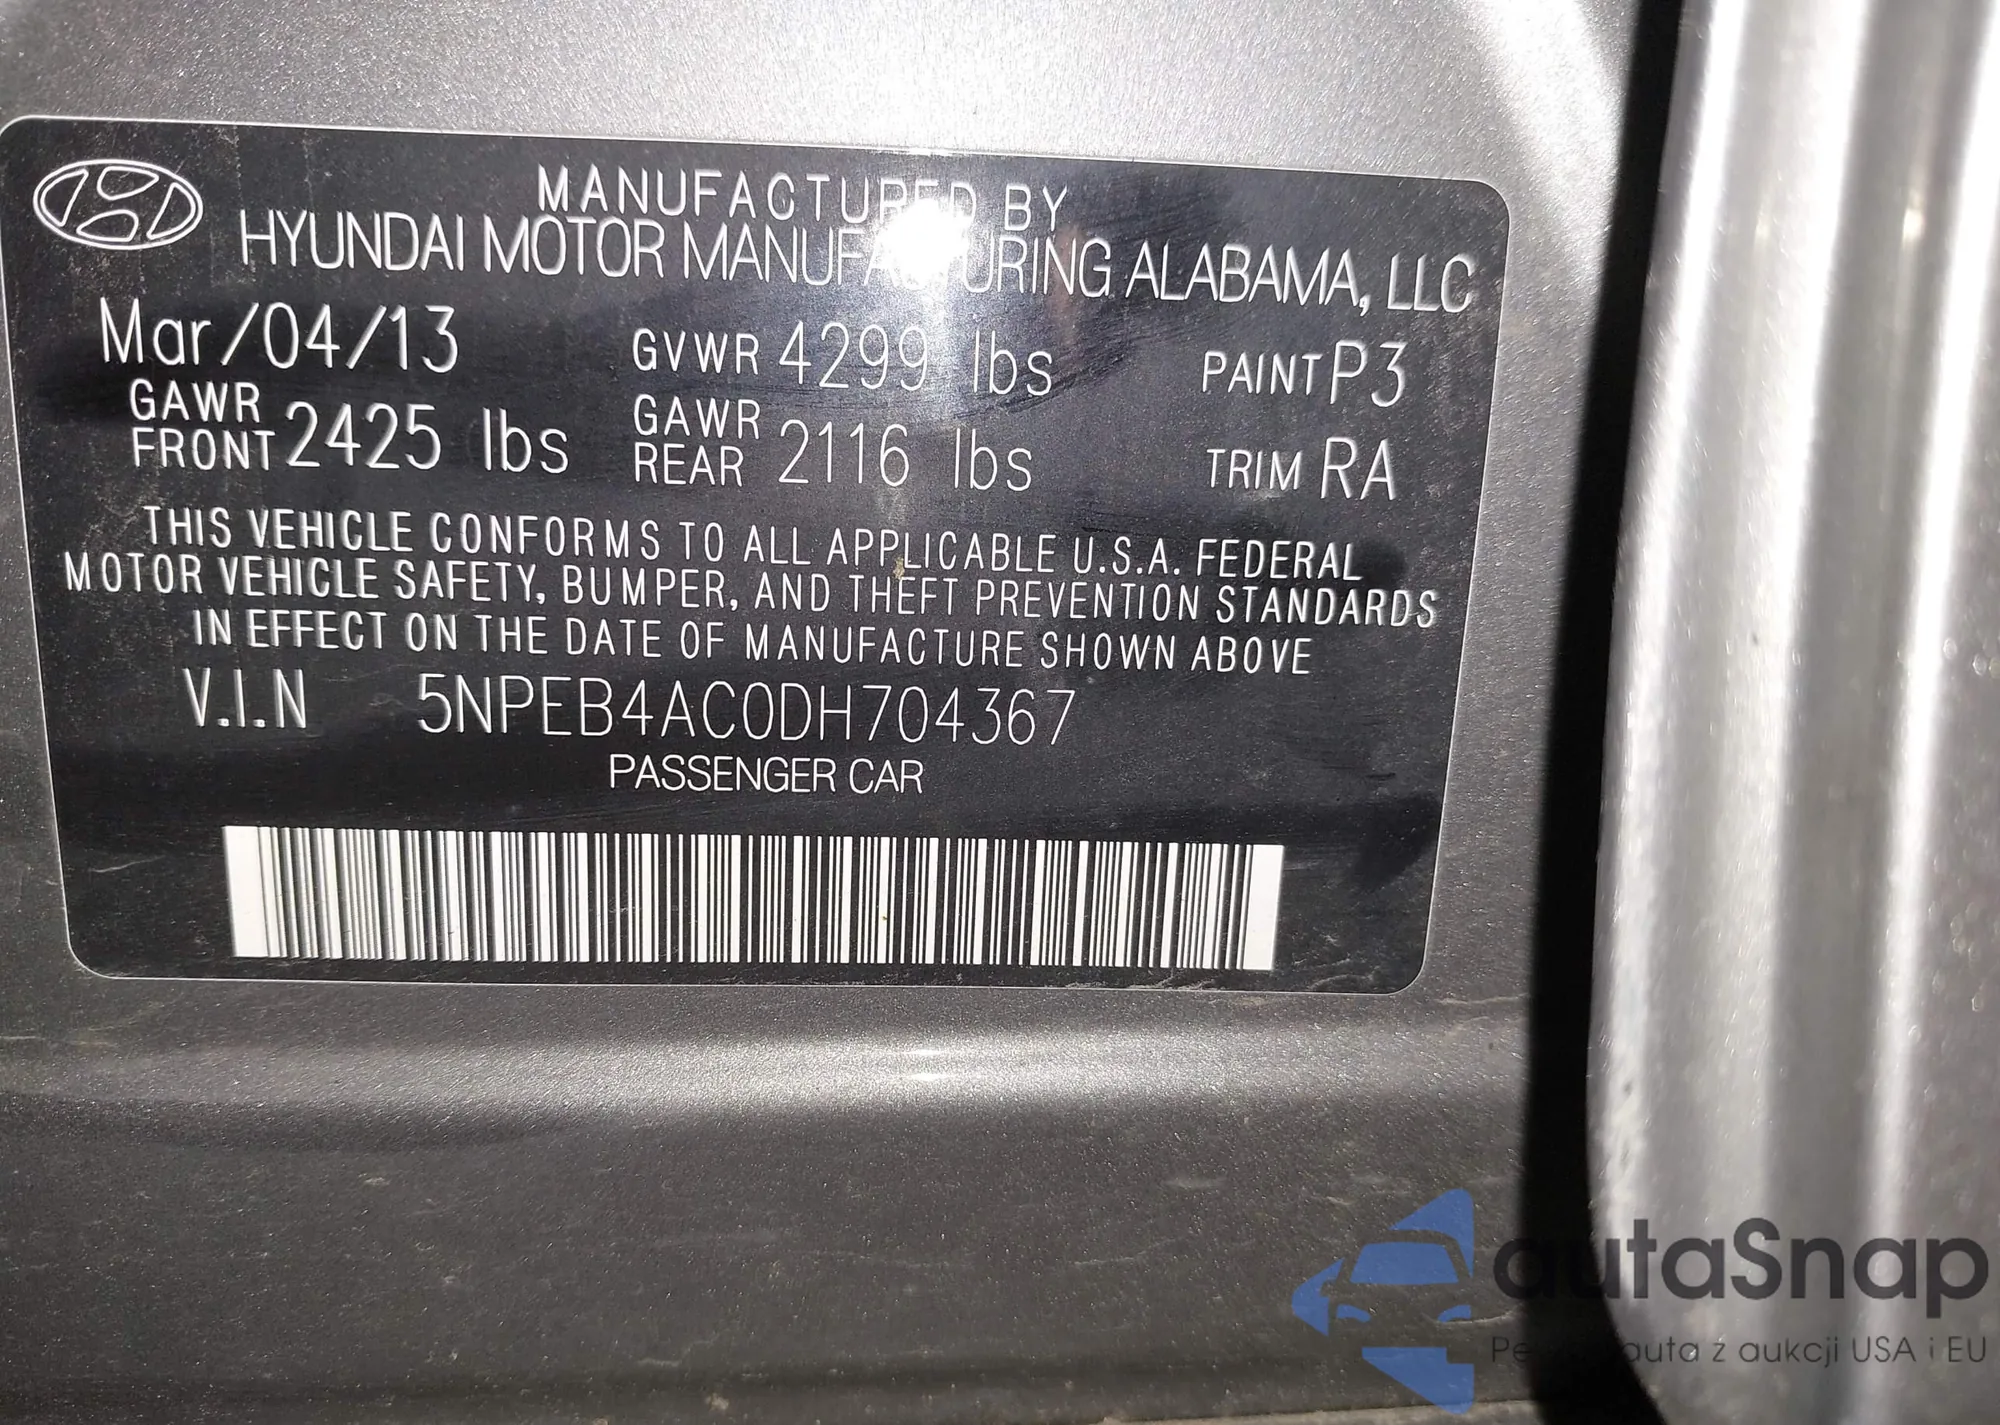 MANUFACTURED BY
HYUNDAI MOTOR MANUFACTURING ALABAMA, LLC
Mar/04/13 GVWR 4299 lbs PAINT P3
GAWR FRONT 2425 lbs GAWR REAR 2116 lbs TRIM RA
THIS VEHICLE CONFORMS TO ALL APPLICABLE U.S.A. FEDERAL
MOTOR VEHICLE SAFETY, BUMPER, AND THEFT PREVENTION STANDARDS
IN EFFECT ON THE DATE OF MANUFACTURE SHOWN ABOVE
V.I.N 5NPEB4AC0DH704367
PASSENGER CAR
autaSnap
auta z aukcji USA i EU